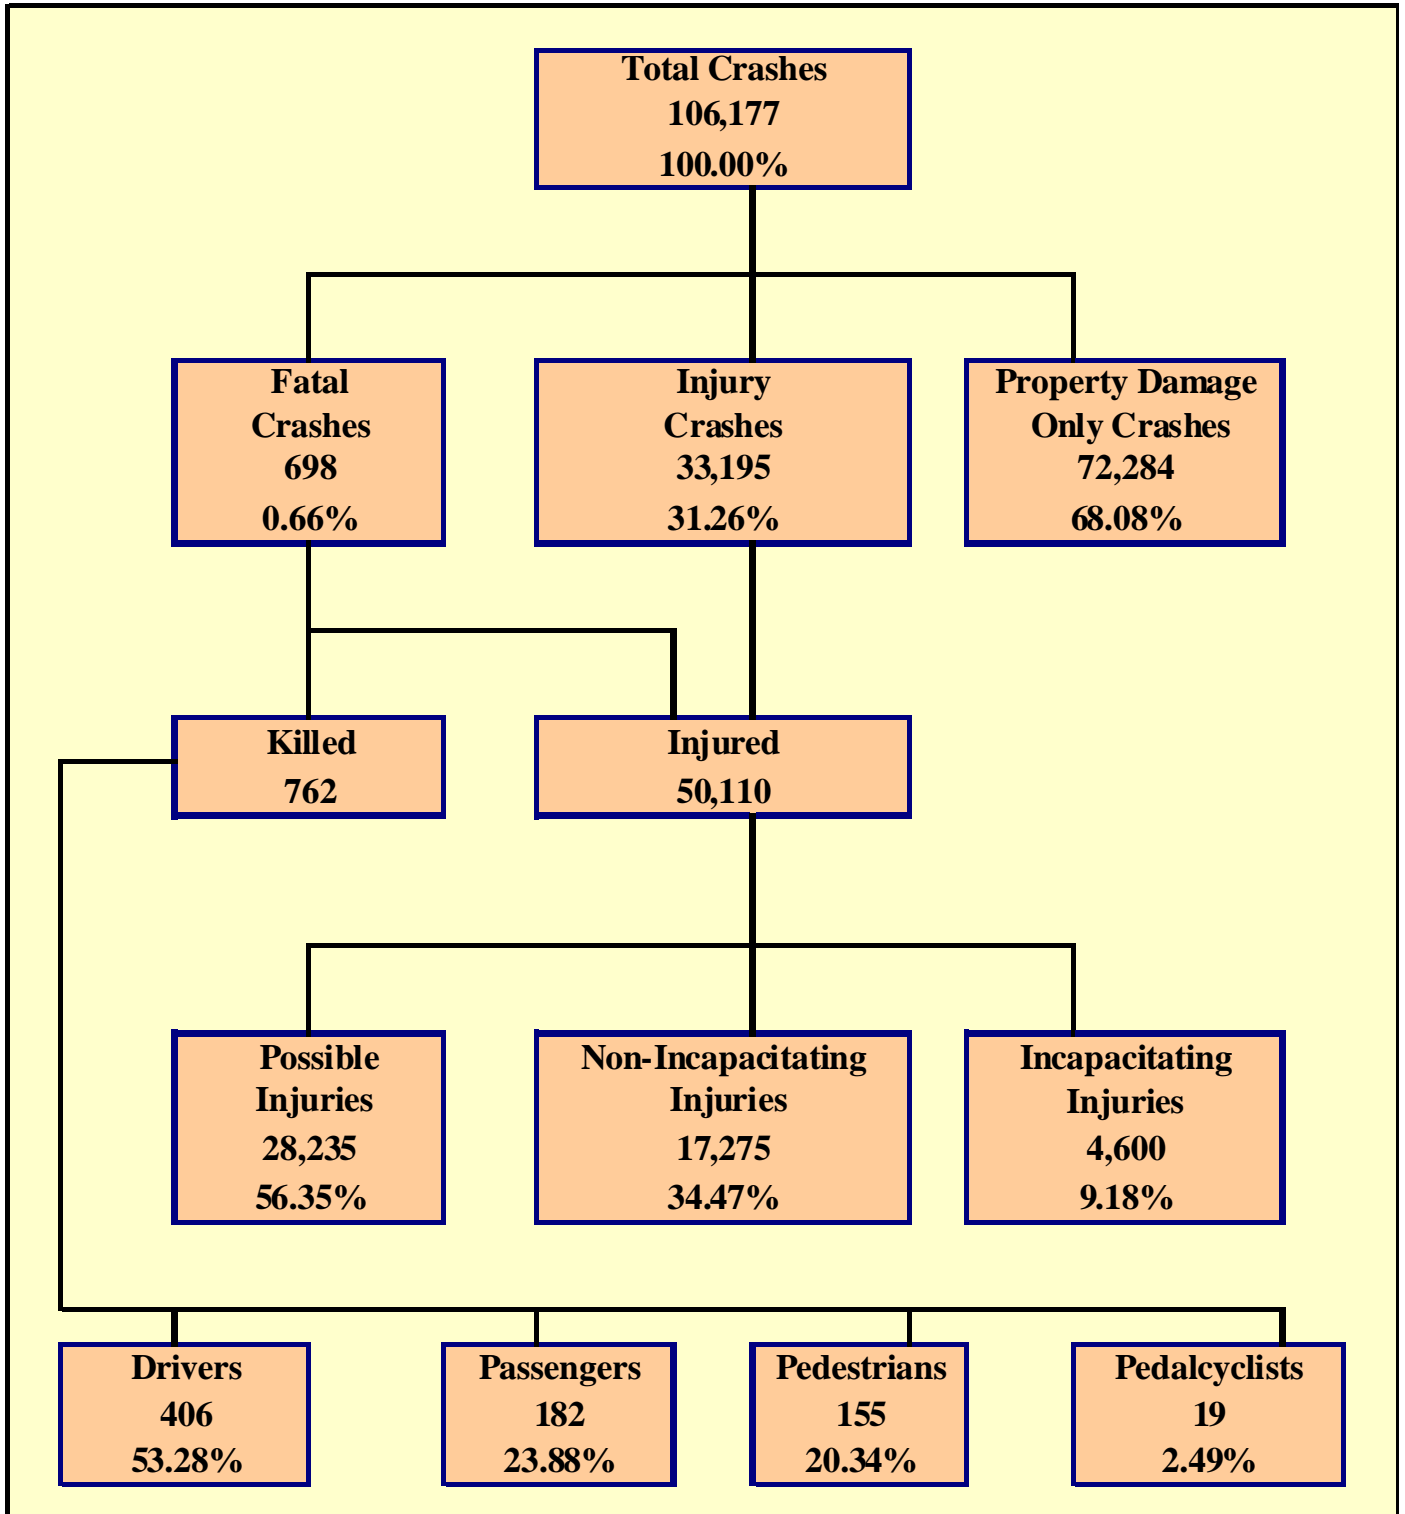 Total Crashes
106,177
100.00%
Fatal
Crashes
698
0.66%
Injury
Crashes
33,195
31.26%
Property Damage
Only Crashes
72,284
68.08%
Killed
762
Injured
50,110
Possible
Injuries
28,235
56.35%
Non-Incapacitating
Injuries
17,275
34.47%
Incapacitating
Injuries
4,600
9.18%
Drivers
406
53.28%
Passengers
182
23.88%
Pedestrians
155
20.34%
Pedalcyclists
19
2.49%